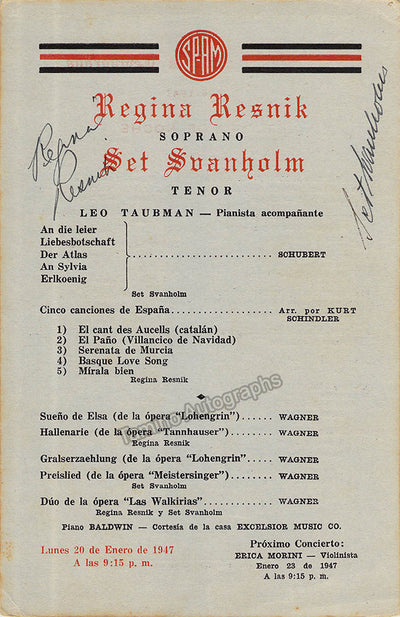 SPAM
Regina Resnik
SOPRANO
Set Svanholm
TENOR
Regina Resnik
Set Svanholm
LEO TAUBMAN — Pianista acompañante
An die leier
Liebesbotschaft
Der Atlas
An Sylvia
Erlkoenig
SCHUBERT
Set Svanholm
Cinco canciones de España Arr. por KURT SCHINDLER
1) El cant des Aucells (catalán)
2) El Paño (Villancico de Navidad)
3) Serenata de Murcia
4) Basque Love Song
5) Mírala bien
Regina Resnik
Sueño de Elsa (de la ópera "Lohengrin")...... WAGNER
Hallenarie (de la ópera "Tannhauser")...... WAGNER
Regina Resnik
Gralserzaehlung (de la ópera "Lohengrin".... WAGNER
Preislied (de la ópera "Meistersinger")...... WAGNER
Set Svanholm
Dúo de la ópera "Las Walkirias"............ WAGNER
Regina Resnik y Set Svanholm
Piano BALDWIN — Cortesía de la casa EXCELSIOR MUSIC CO.
Lunes 20 de Enero de 1947
A las 9:15 p. m.
Próximo Concierto:
ERICA MORINI — Violinista
Enero 23 de 1947
A las 9:15 p. m.
Tamino Autographs